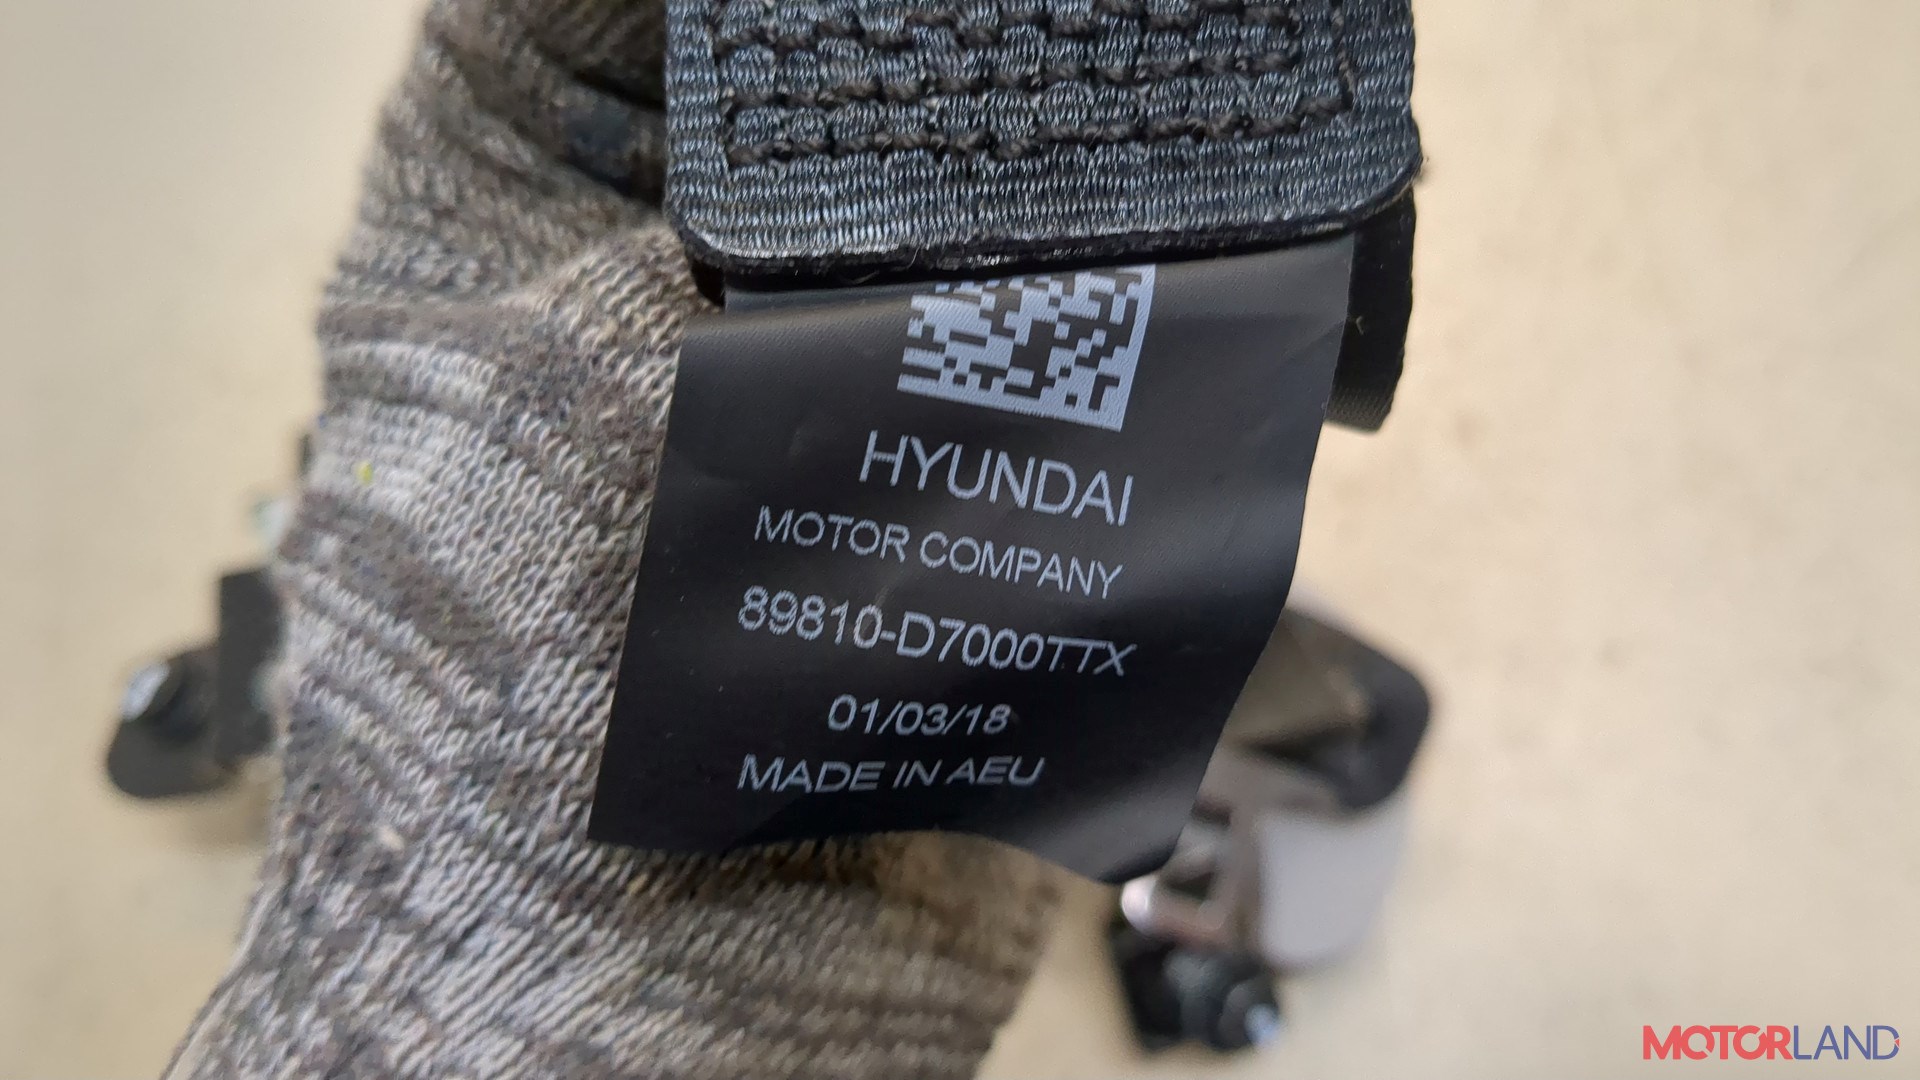 HYUNDAI
MOTOR COMPANY
89810-D7000TTX
01/03/18
MADE IN AEU
MOTORLAND